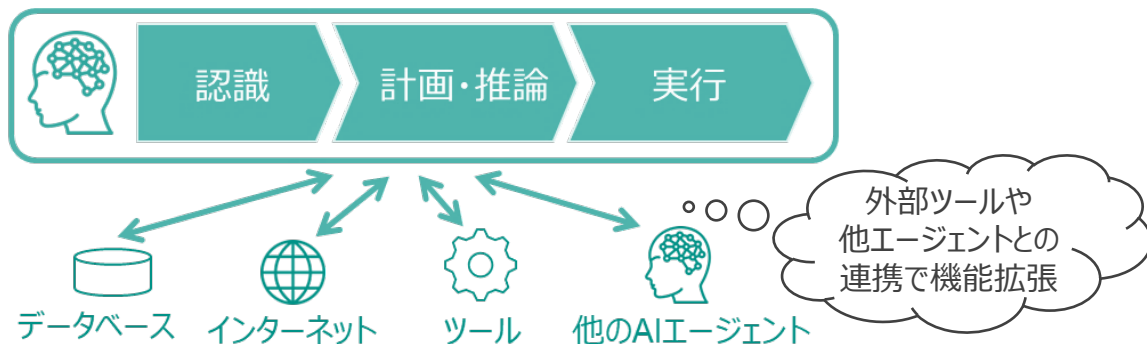 認識
計画・推論
実行
外部ツールや
他エージェントとの
連携で機能拡張
データベース
インターネット
ツール
他のAIエージェント